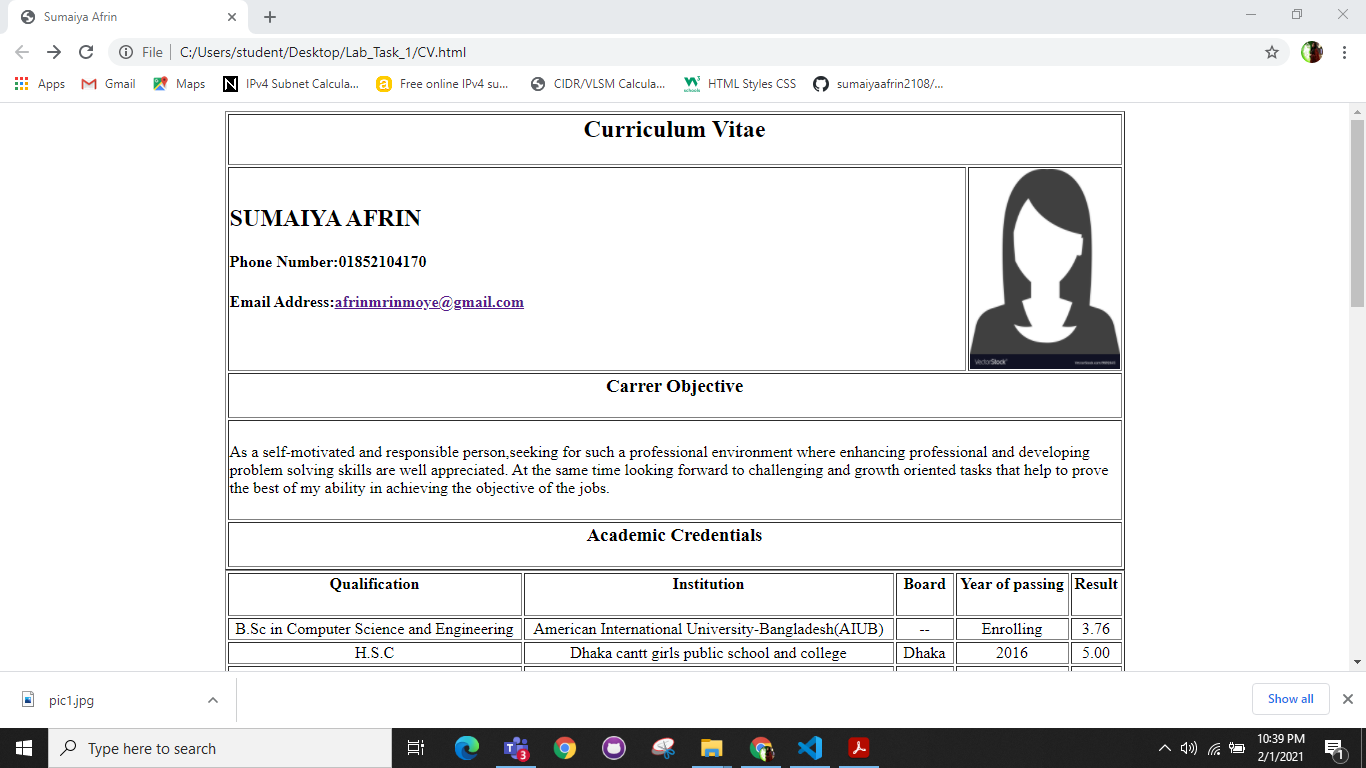 Sumaiya Afrin
File
C:/Users/student/Desktop/Lab_Task_1/CV.html
Apps
Gmail
Maps
IPv4 Subnet Calcula...
Free online IPv4 su...
CIDR/VLSM Calcula...
HTML Styles CSS
sumaiyaafrin2108/...
Curriculum Vitae
SUMAIYA AFRIN
Phone Number:01852104170
Email Address:afrinmrinmoye@gmail.com
VectorStock
Carrer Objective
As a self-motivated and responsible person,seeking for such a professional environment where enhancing professional and developing
problem solving skills are well appreciated. At the same time looking forward to challenging and growth oriented tasks that help to prove
the best of my ability in achieving the objective of the jobs.
Academic Credentials
Qualification Institution Board Year of passing Result
B.Sc in Computer Science and Engineering American International University-Bangladesh(AIUB) -- Enrolling 3.76
H.S.C Dhaka cantt girls public school and college Dhaka 2016 5.00
pic1.jpg
Show all
Type here to search
3
10:39 PM
2/1/2021
1